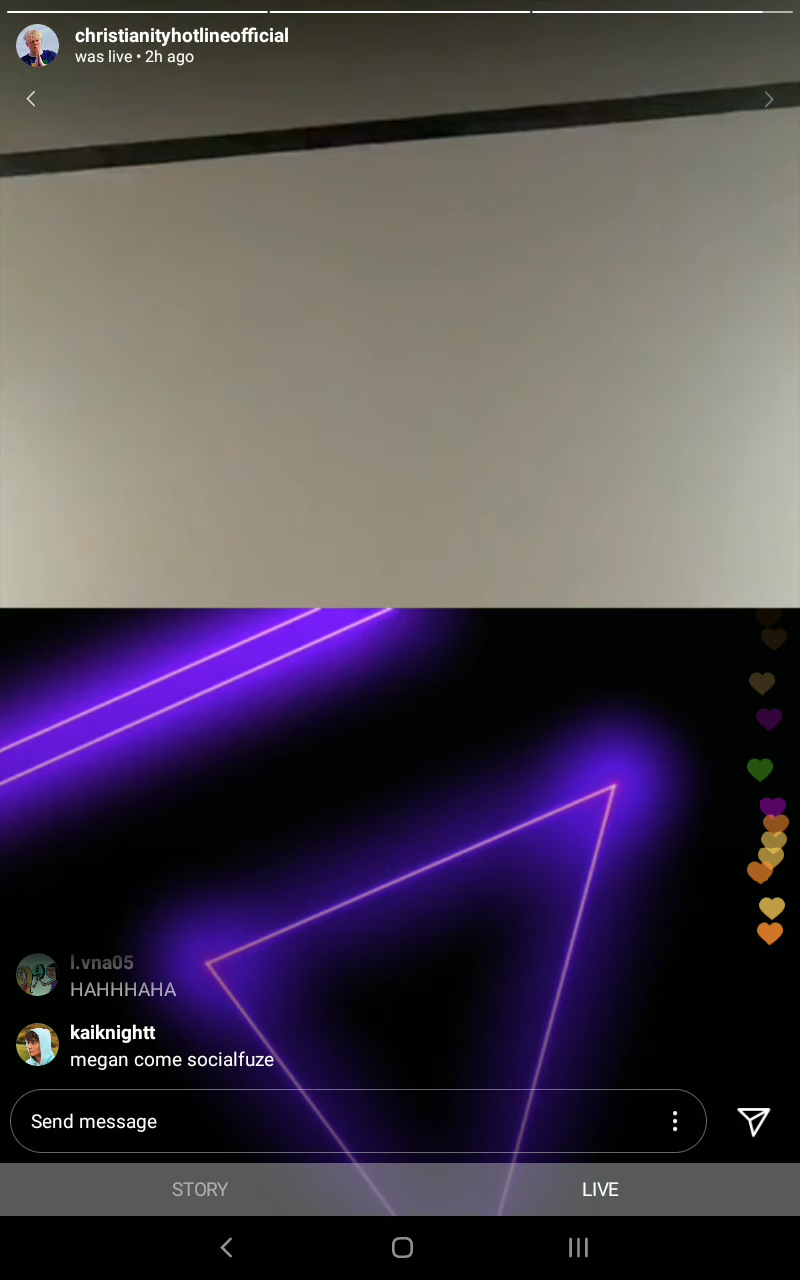 christianityhotlineofficial
was live • 2h ago
l.vna05
HAHHHAHA
kaiknightt
megan come socialfuze
Send message
STORY
LIVE